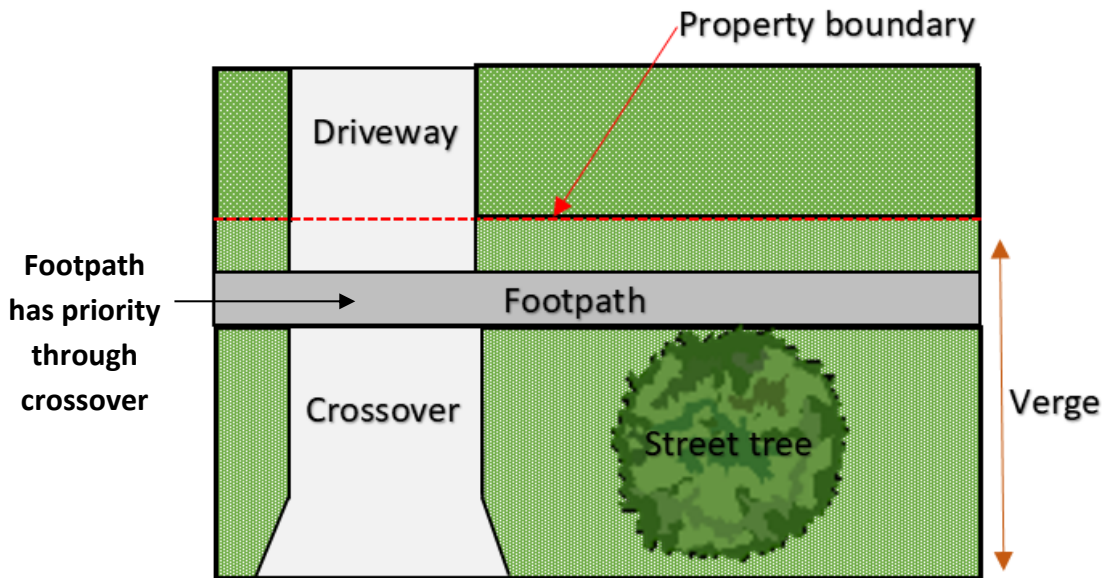 Property boundary
Driveway
Footpath
has priority
through
crossover
Footpath
Crossover
Street tree
Verge